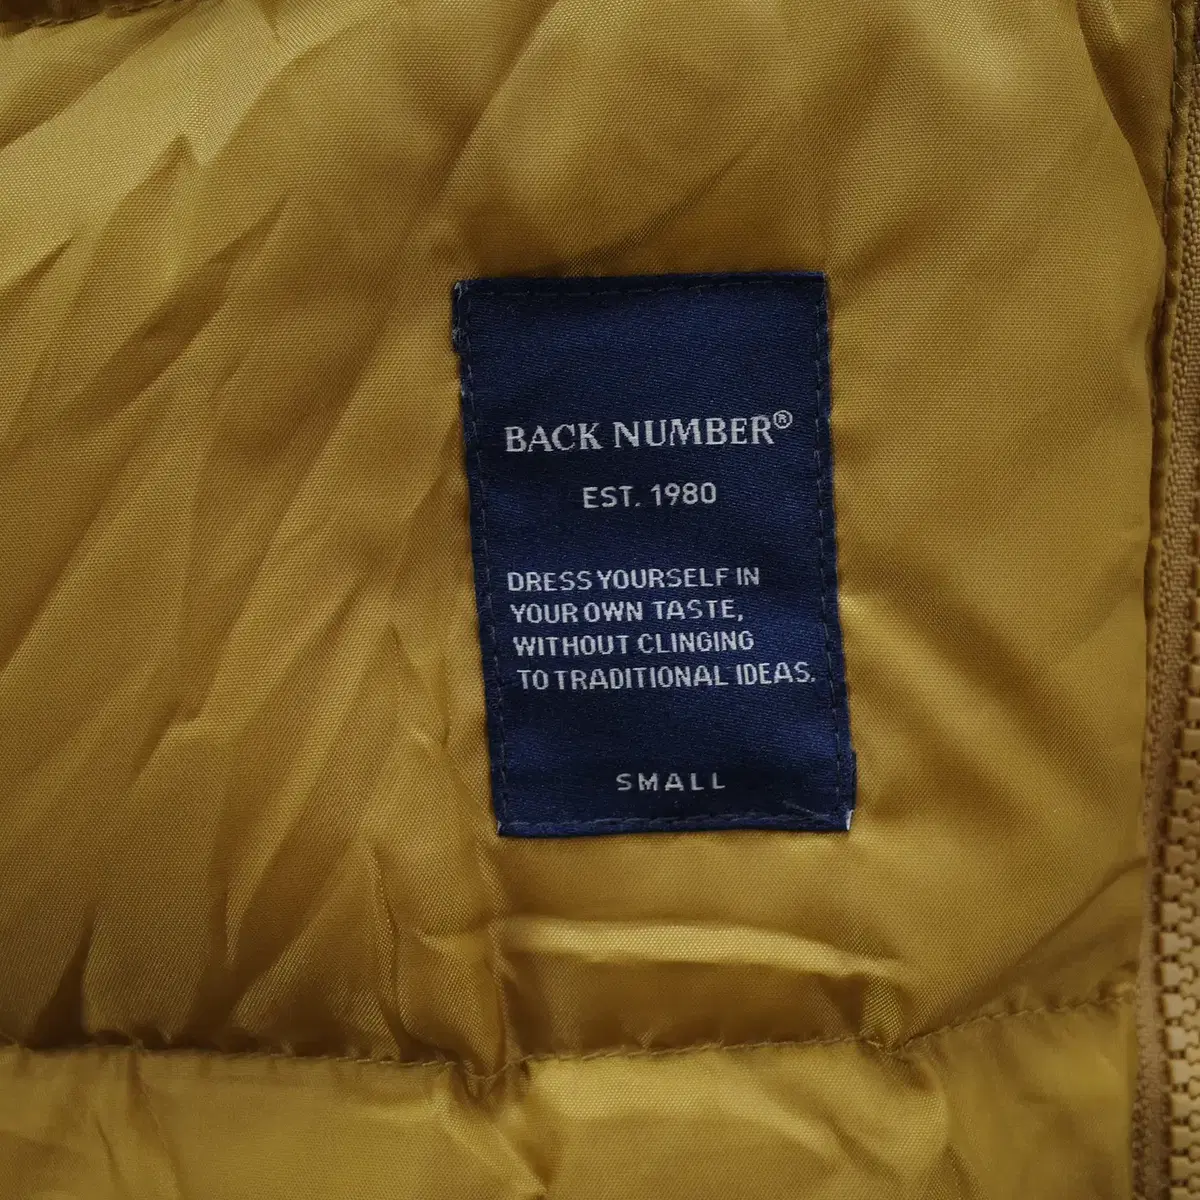 BACK NUMBER®
EST. 1980
DRESS YOURSELF IN
YOUR OWN TASTE,
WITHOUT CLINGING
TO TRADITIONAL IDEAS.
SMALL